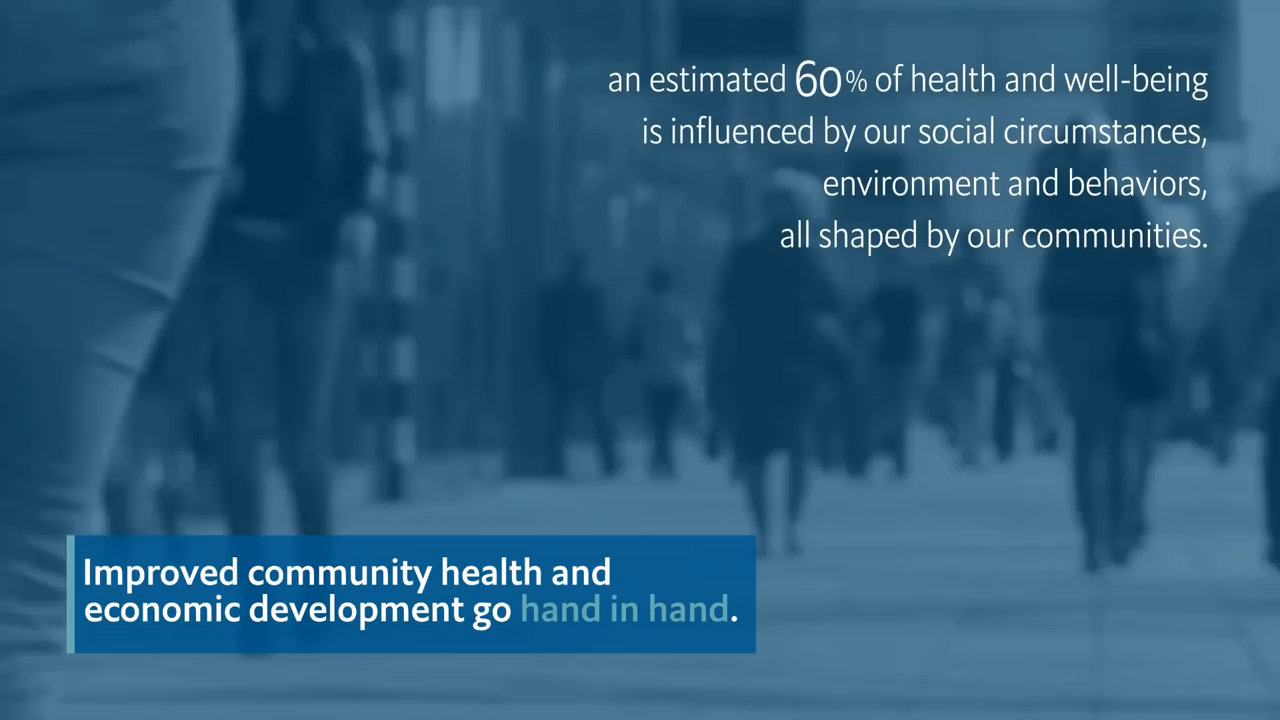 an estimated 60% of health and well-being
is influenced by our social circumstances,
environment and behaviors,
all shaped by our communities.
Improved community health and
economic development go hand in hand.